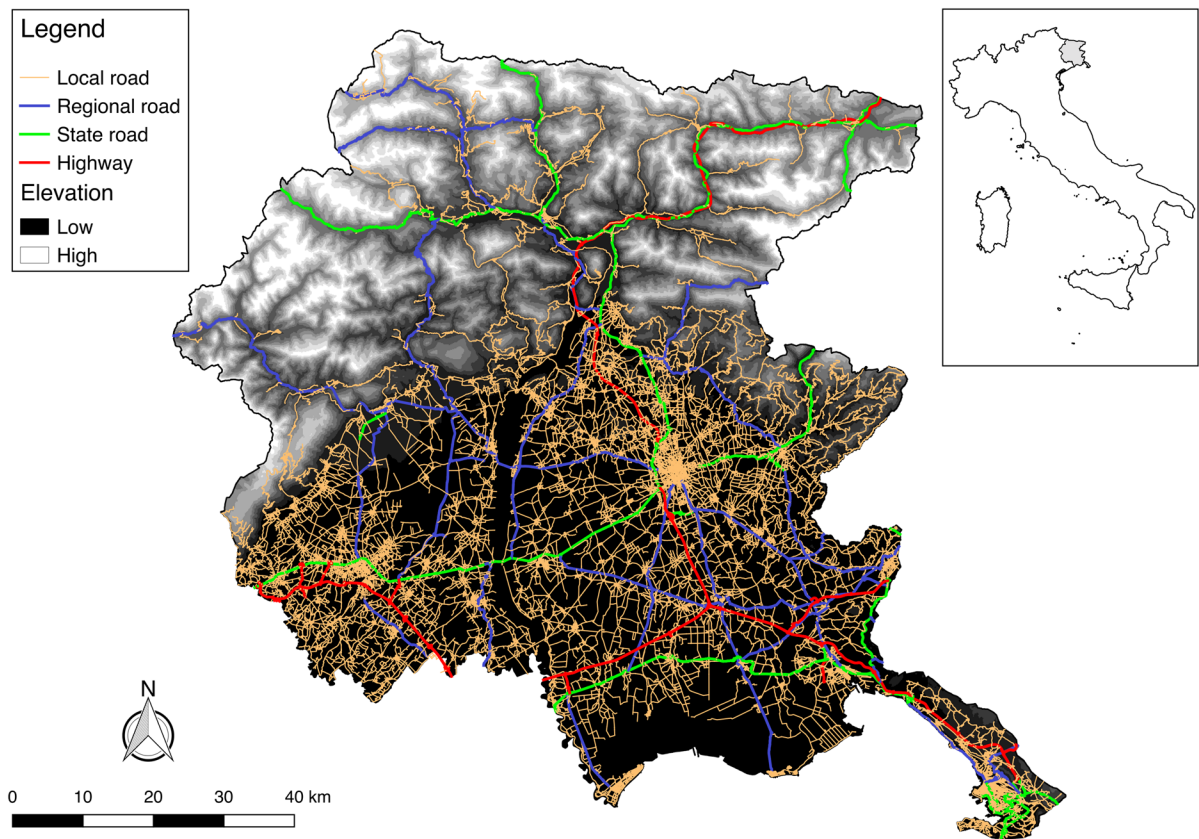 Legend
Local road
Regional road
State road
Highway
Elevation
Low
High
N
0 10 20 30 40 km